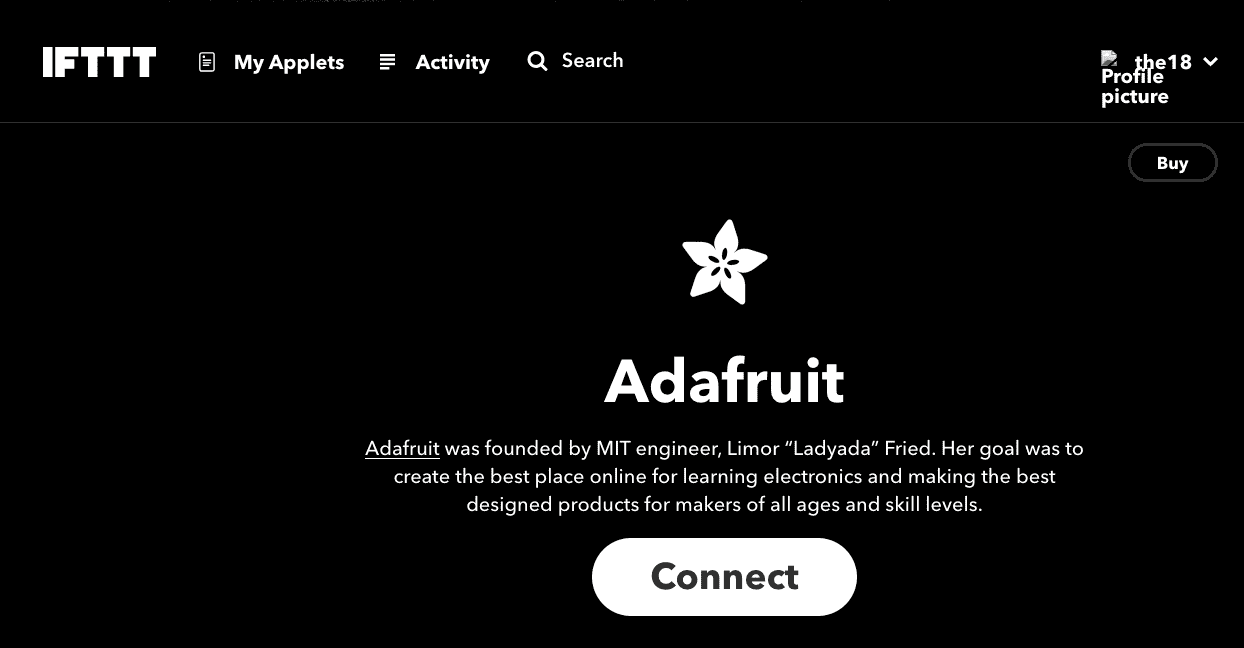 IFTTT My Applets Activity Search the18
Profile
picture
Buy
Adafruit
Adafruit was founded by MIT engineer, Limor “Ladyada” Fried. Her goal was to
create the best place online for learning electronics and making the best
designed products for makers of all ages and skill levels.
Connect